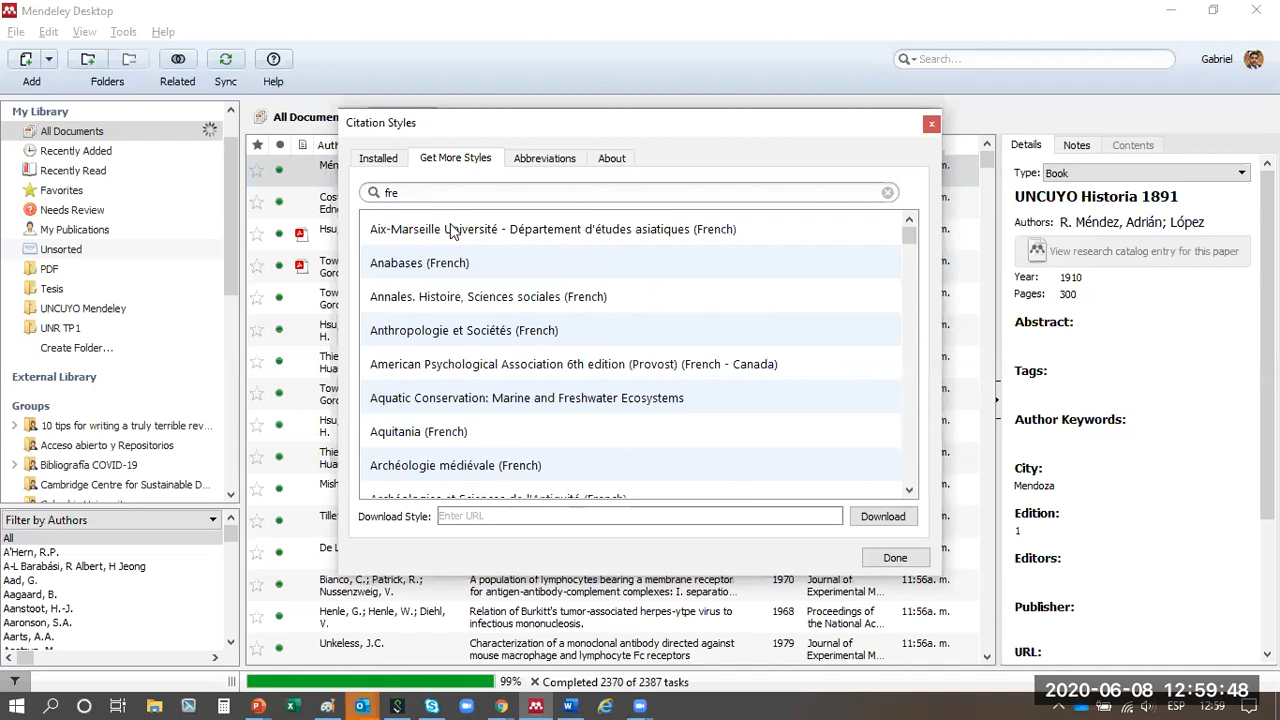 Mendeley Desktop
File Edit View Tools Help
Add Folders Related Sync Help
Search...
Gabriel
My Library
All Documents
Recently Added
Recently Read
Favorites
Needs Review
My Publications
Unsorted
PDF
Tesis
UNCUYO Mendeley
UNR TP1
Create Folder...
External Library
Groups
10 tips for writing a truly terrible rev...
Acceso abierto y Repositorios
Bibliografía COVID-19
Cambridge Centre for Sustainable D...
Filter by Authors
All
A'Hern, R.P.
A-L Barabási, R Albert, H Jeong
Aad, G.
Aagaard, B.
Aanstoot, H.-J.
Aaronson, S.A.
Aarts, A.A.
Citation Styles
Installed Get More Styles Abbreviations About
fre
Aix-Marseille Université - Département d'études asiatiques (French)
Anabases (French)
Annales. Histoire, Sciences sociales (French)
Anthropologie et Sociétés (French)
American Psychological Association 6th edition (Provost) (French - Canada)
Aquatic Conservation: Marine and Freshwater Ecosystems
Aquitania (French)
Archéologie médiévale (French)
Download Style: Enter URL Download
Done
Bianco, C.; Patrick, R.; Nussenzweig, V.
A population of lymphocytes bearing a membrane receptor for antigen-antibody-complement complexes: I. separatio...
1970 Journal of Experimental M... 11:56a. m.
Henle, G.; Henle, W.; Diehl, V.
Relation of Burkitt's tumor-associated herpes-ytpe virus to infectious mononucleosis.
1968 Proceedings of the National Ac... 11:56a. m.
Unkeless, J.C.
Characterization of a monoclonal antibody directed against mouse macrophage and lymphocyte Fc receptors
1979 Journal of Experimental M... 11:56a. m.
99% Completed 2370 of 2387 tasks
Details Notes Contents
Type: Book
UNCUYO Historia 1891
Authors: R. Méndez, Adrián; López
View research catalog entry for this paper
Year: 1910
Pages: 300
Abstract:
Tags:
Author Keywords:
City:
Mendoza
Edition:
1
Editors:
Publisher:
URL:
2020-06-08 12:59:48
ESP 12:59